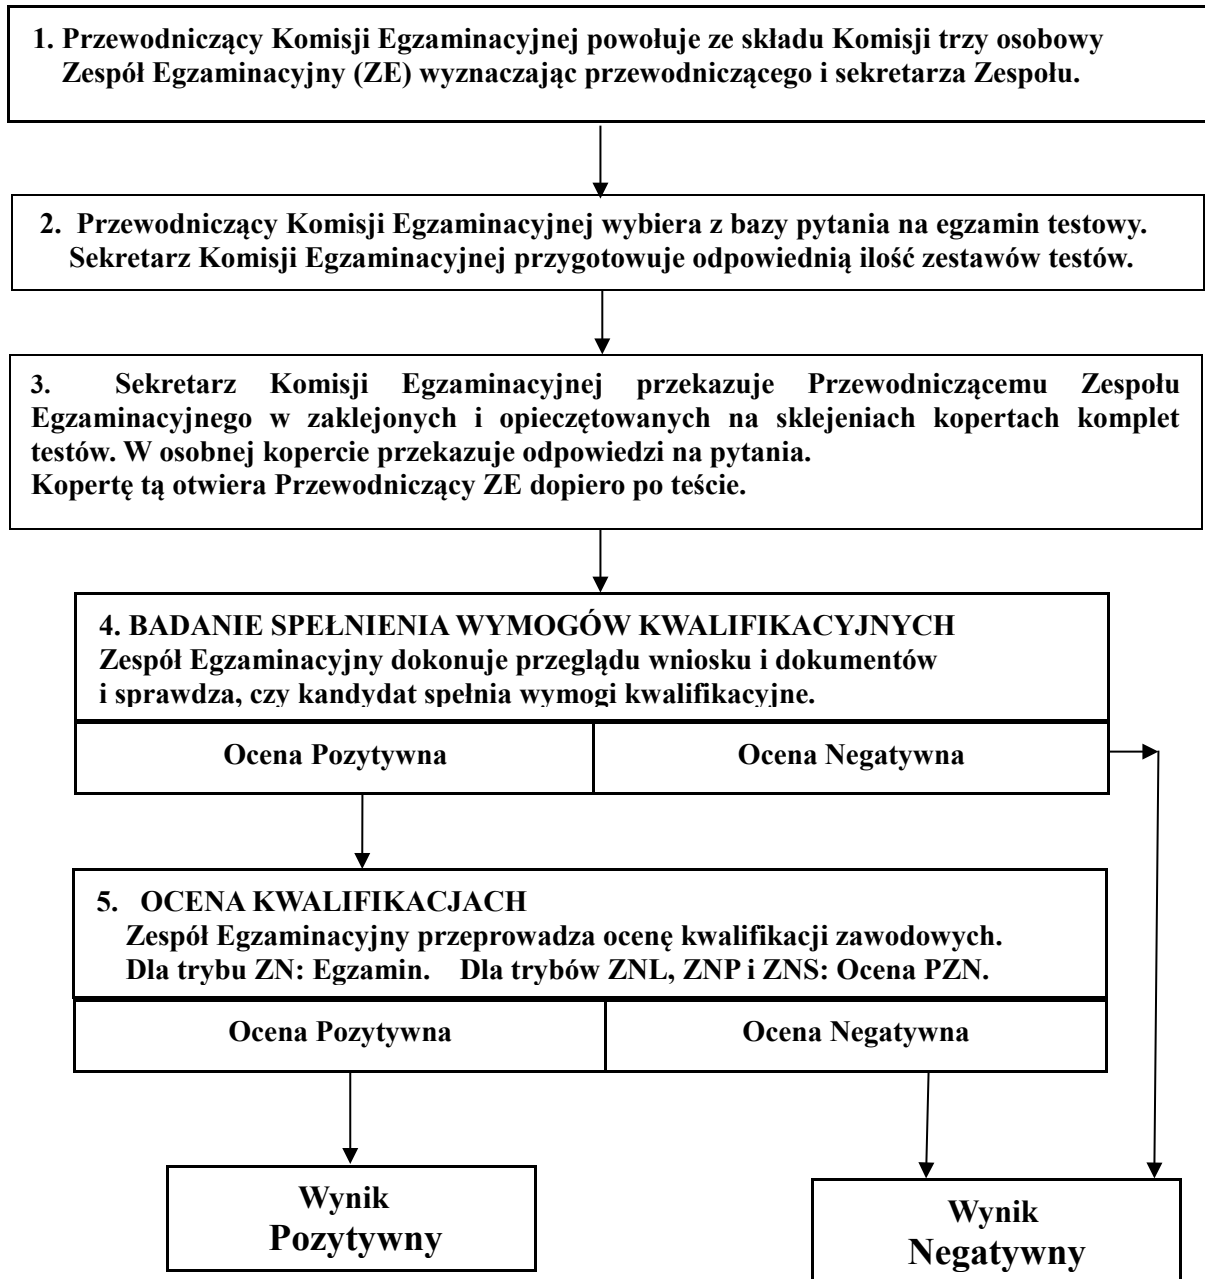 1. Przewodniczący Komisji Egzaminacyjnej powołuje ze składu Komisji trzy osobowy
Zespół Egzaminacyjny (ZE) wyznaczając przewodniczącego i sekretarza Zespołu.
2. Przewodniczący Komisji Egzaminacyjnej wybiera z bazy pytania na egzamin testowy.
Sekretarz Komisji Egzaminacyjnej przygotowuje odpowiednią ilość zestawów testów.
3. Sekretarz Komisji Egzaminacyjnej przekazuje Przewodniczącemu Zespołu
Egzaminacyjnego w zaklejonych i opieczętowanych na sklejeniach kopertach komplet
testów. W osobnej kopercie przekazuje odpowiedzi na pytania.
Kopertę tą otwiera Przewodniczący ZE dopiero po teście.
4. BADANIE SPEŁNIENIA WYMOGÓW KWALIFIKACYJNYCH
Zespół Egzaminacyjny dokonuje przeglądu wniosku i dokumentów
i sprawdza, czy kandydat spełnia wymogi kwalifikacyjne.
Ocena Pozytywna
Ocena Negatywna
5. OCENA KWALIFIKACJACH
Zespół Egzaminacyjny przeprowadza ocenę kwalifikacji zawodowych.
Dla trybu ZN: Egzamin. Dla trybów ZNL, ZNP i ZNS: Ocena PZN.
Ocena Pozytywna
Ocena Negatywna
Wynik
Pozytywny
Wynik
Negatywny